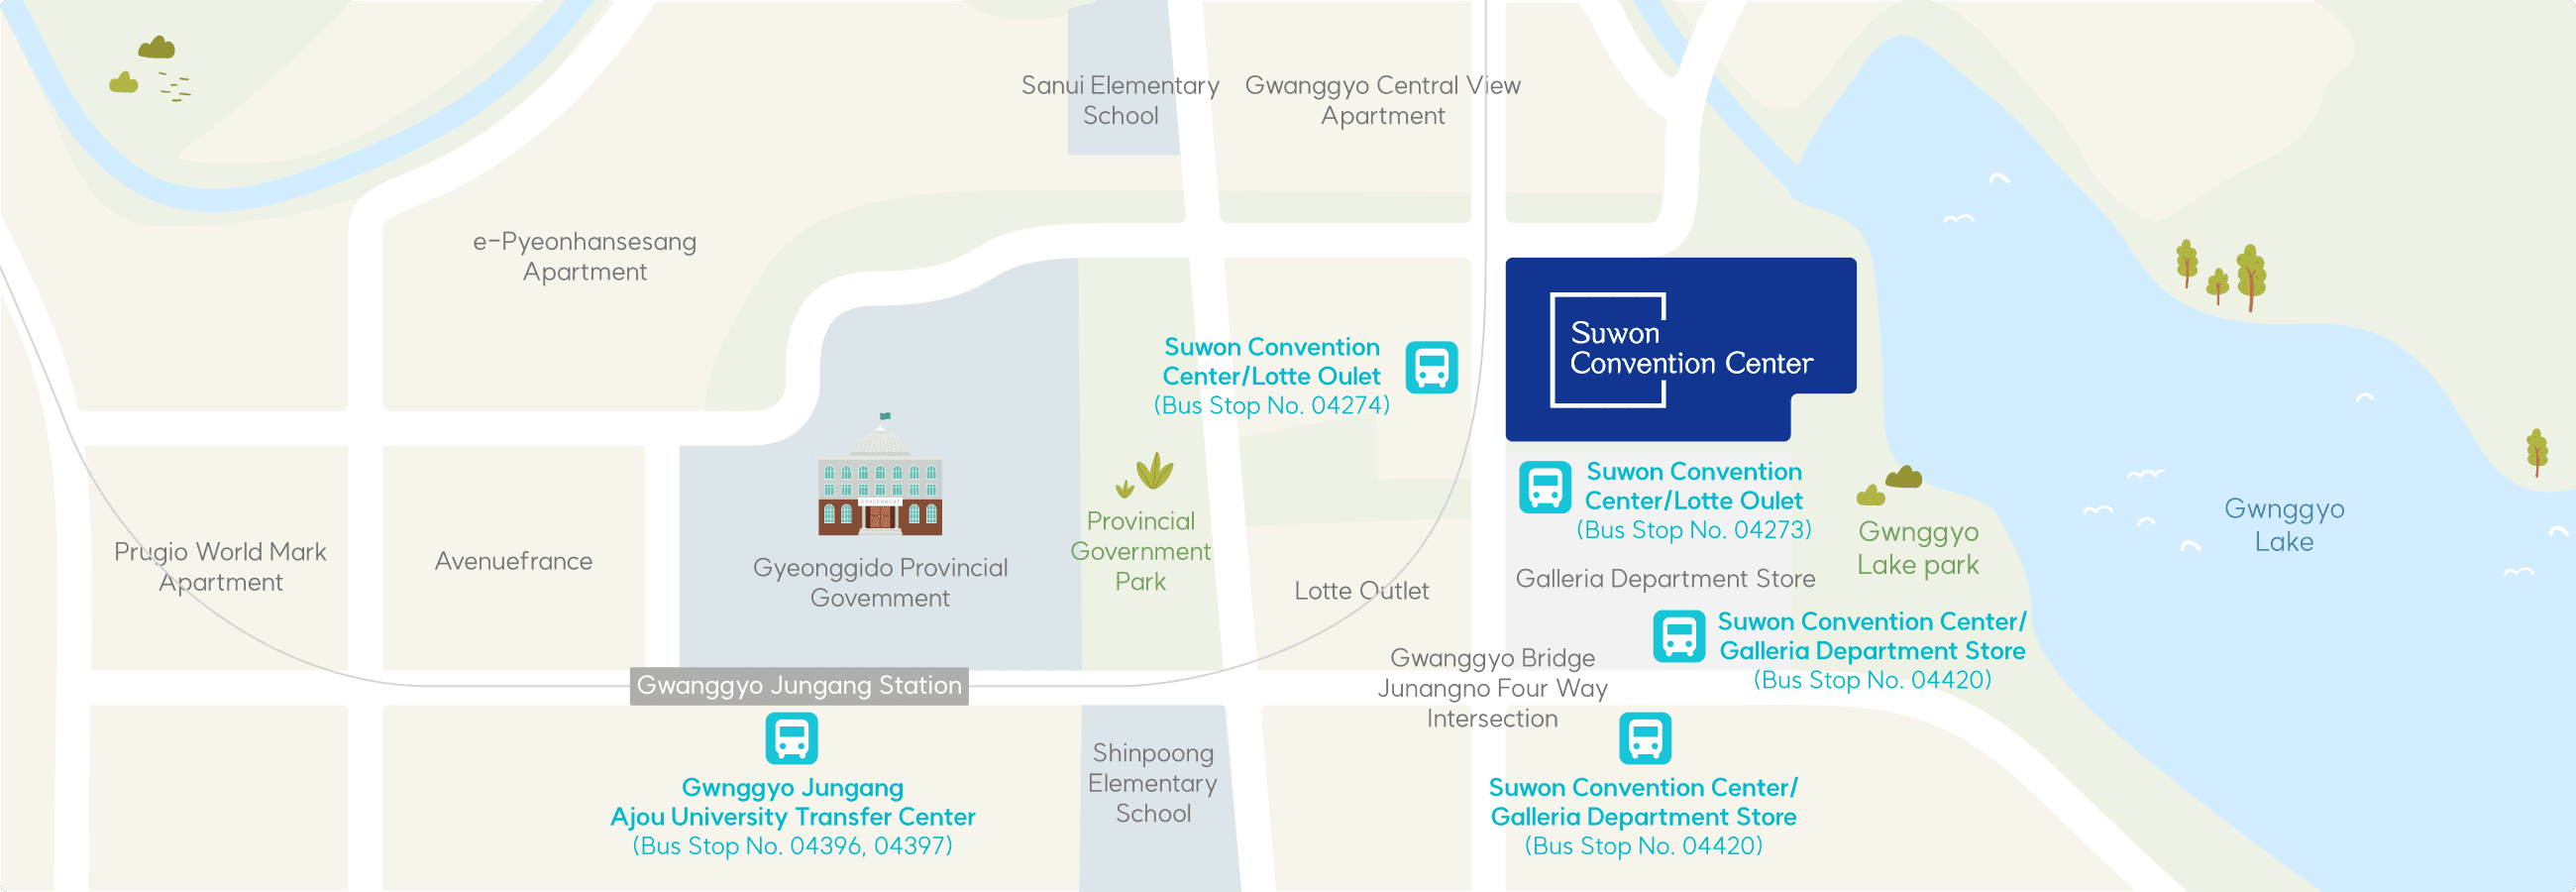 Sanui Elementary
School
Gwanggyo Central View
Apartment
e-Pyeonhansesang
Apartment
Suwon
Convention Center
Suwon Convention
Center/Lotte Oulet
(Bus Stop No. 04274)
Suwon Convention
Center/Lotte Oulet
(Bus Stop No. 04273)
Gwnggyo
Lake park
Gwnggyo
Lake
Prugio World Mark
Apartment
Avenuefrance
GOVERNMENT
Gyeonggido Provincial
Govemment
Provincial
Government
Park
Lotte Outlet
Galleria Department Store
Suwon Convention Center/
Galleria Department Store
(Bus Stop No. 04420)
Gwanggyo Bridge
Junangno Four Way
Intersection
Gwanggyo Jungang Station
Gwnggyo Jungang
Ajou University Transfer Center
(Bus Stop No. 04396, 04397)
Shinpoong
Elementary
School
Suwon Convention Center/
Galleria Department Store
(Bus Stop No. 04420)